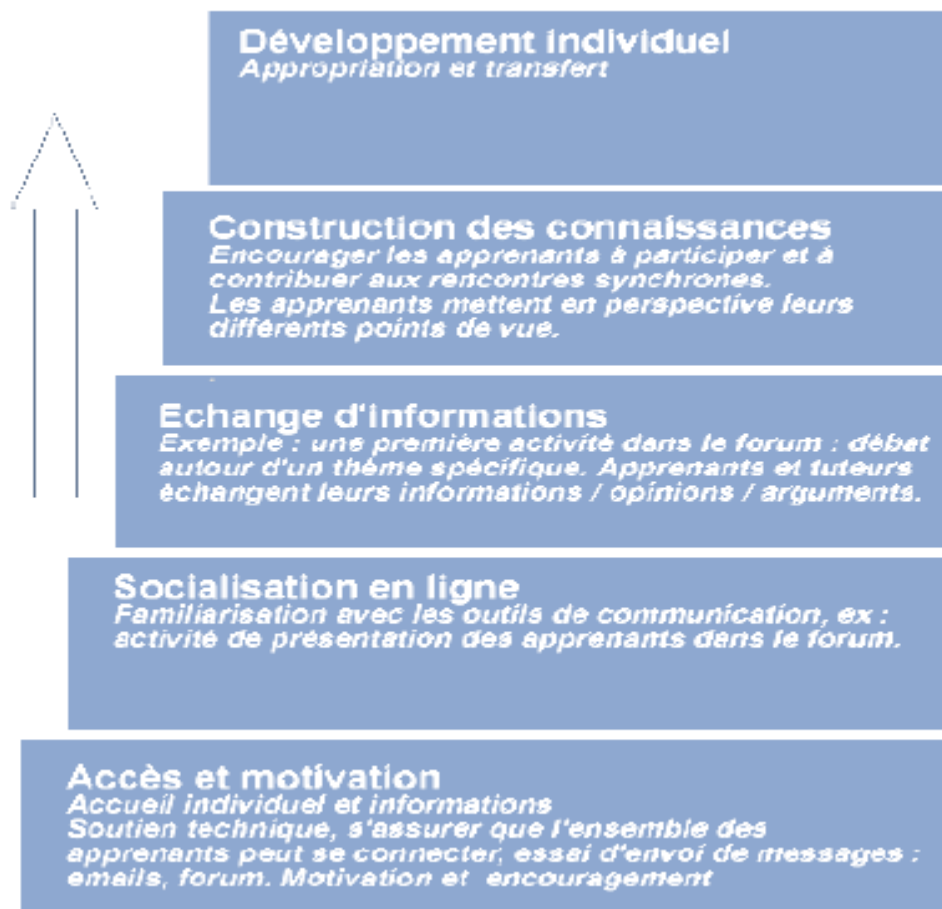 Développement individuel
Appropriation et transfert
Construction des connaissances
Encourager les apprenants à participer et à
contribuer aux rencontres synchrones.
Les apprenants mettent en perspective leurs
différents points de vue.
Echange d'informations
Exemple : une première activité dans le forum : débat
autour d'un thème spécifique. Apprenants et tuteurs
échangent leurs informations / opinions / arguments.
Socialisation en ligne
Familiarisation avec les outils de communication, ex :
activité de présentation des apprenants dans le forum.
Accès et motivation
Accueil individuel et informations
Soutien technique, s'assurer que l'ensemble des
apprenants peut se connecter, essai d'envoi de messages :
emails, forum. Motivation et encouragement